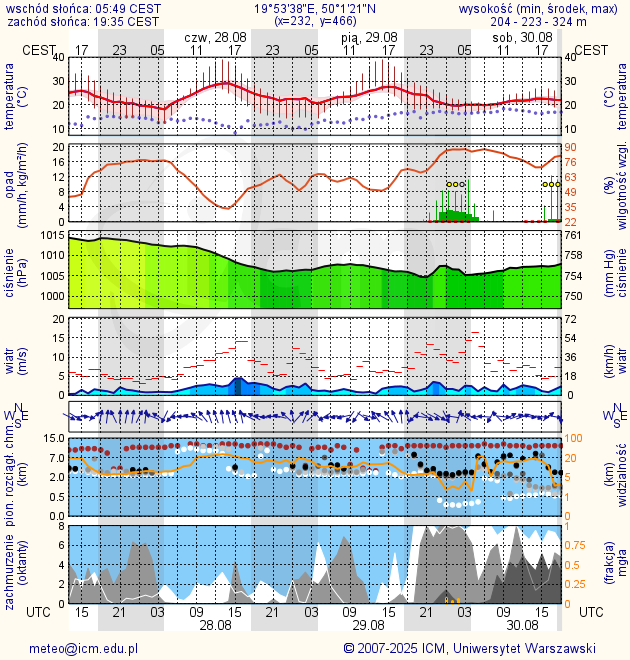 wschód słońca: 05:49 CEST 19°53'38"E, 50°1'21"N wysokość (min, środek, max)
zachód słońca: 19:35 CEST (x=232, y=466) 204 - 223 - 324 m
czw, 28.08 pią, 29.08 sob, 30.08
CEST 17 23 05 11 17 23 05 11 17 23 05 11 17 CEST
temperatura (°C) 40 30 20 10 40 30 20 10 (°C) temperatura
opad (mm/h, kg/m²/h) 20 16 12 8 4 0 90 76 63 49 35 22 (%) wilgotność wzgl.
ciśnienie (hPa) 1015 1010 1005 1000 761 758 754 750 (mm Hg) ciśnienie
wiatr (m/s) 20 15 10 5 0 72 54 36 18 0 (km/h) wiatr
N W E S N W E S
pion. rozciągł. chm. (km) 15.0 7.0 2.0 0.5 0.0 100 20 5 1 0 (km) widzialność
zachmurzenie (oktanty) 8 6 4 2 0 1 0.75 0.5 0.25 0 (frakcja) mgła
UTC 15 21 03 09 15 21 03 09 15 21 03 09 15 UTC
28.08 29.08 30.08
meteo@icm.edu.pl © 2007-2025 ICM, Uniwersytet Warszawski